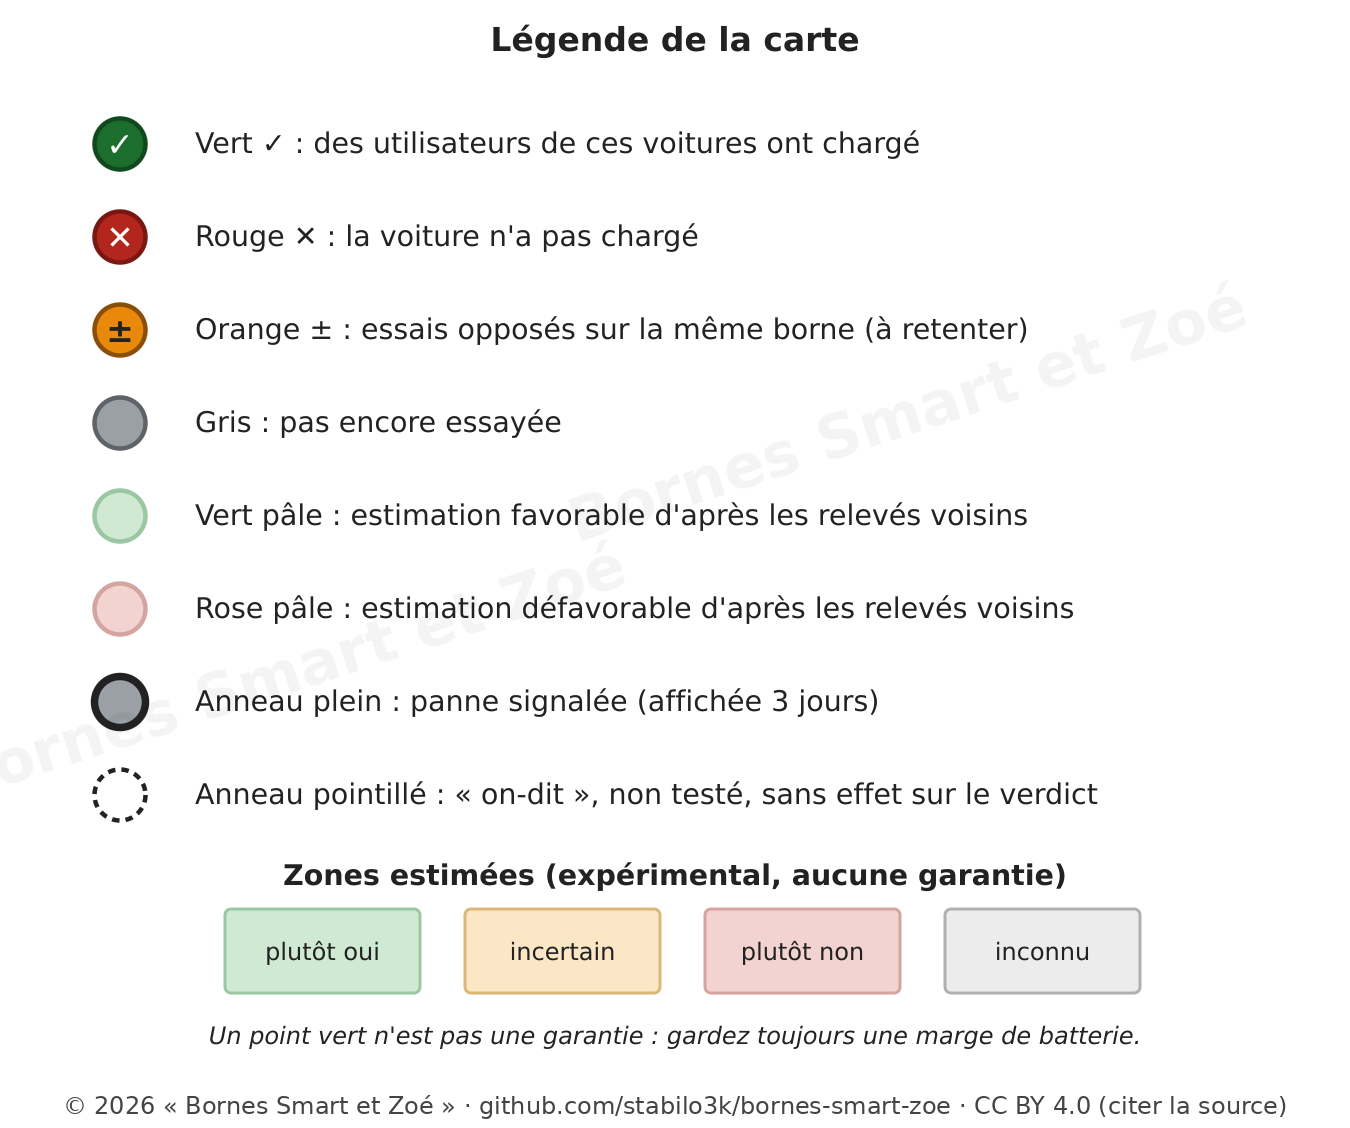 Légende de la carte
✓ Vert ✓ : des utilisateurs de ces voitures ont chargé
✕ Rouge ✕ : la voiture n'a pas chargé
± Orange ± : essais opposés sur la même borne (à retenter)
Gris : pas encore essayée
Vert pâle : estimation favorable d'après les relevés voisins
Rose pâle : estimation défavorable d'après les relevés voisins
Anneau plein : panne signalée (affichée 3 jours)
Anneau pointillé : « on-dit », non testé, sans effet sur le verdict
Bornes Smart et Zoé
ornes Smart et Zoé
Zones estimées (expérimental, aucune garantie)
plutôt oui incertain plutôt non inconnu
Un point vert n'est pas une garantie : gardez toujours une marge de batterie.
© 2026 « Bornes Smart et Zoé » · github.com/stabilo3k/bornes-smart-zoe · CC BY 4.0 (citer la source)